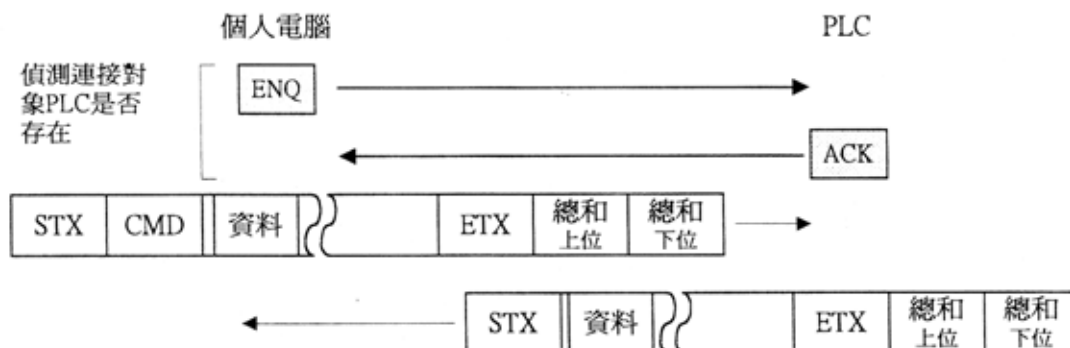 個人電腦
PLC
偵測連接對
象PLC是否
存在
ENQ
ACK
STX CMD 資料 ETX 總和上位 總和下位
STX 資料 ETX 總和上位 總和下位